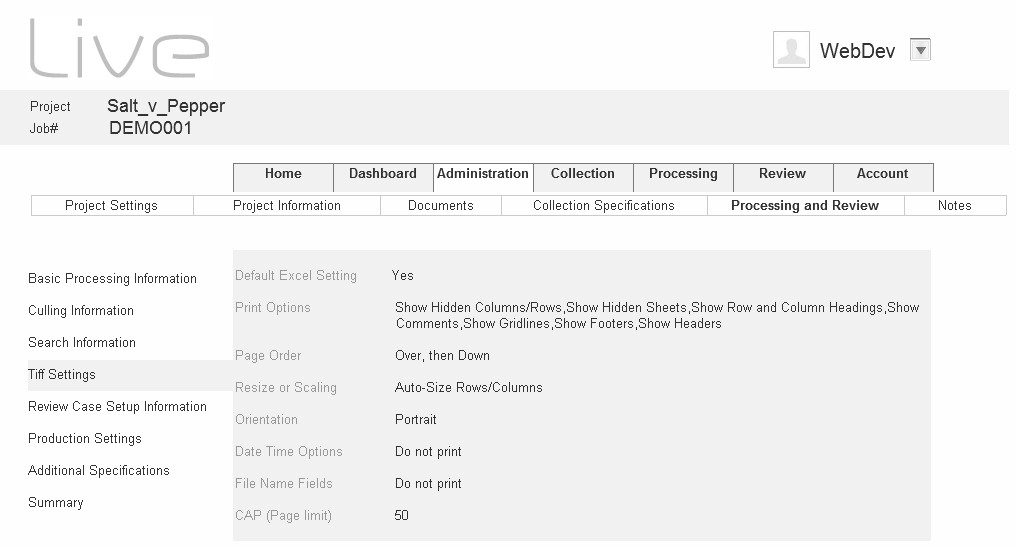 Live
WebDev
Project Salt_v_Pepper
Job# DEMO001
Home Dashboard Administration Collection Processing Review Account
Project Settings Project Information Documents Collection Specifications Processing and Review Notes
Basic Processing Information
Culling Information
Search Information
Tiff Settings
Review Case Setup Information
Production Settings
Additional Specifications
Summary
Default Excel Setting Yes
Print Options Show Hidden Columns/Rows,Show Hidden Sheets,Show Row and Column Headings,Show
Comments,Show Gridlines,Show Footers,Show Headers
Page Order Over, then Down
Resize or Scaling Auto-Size Rows/Columns
Orientation Portrait
Date Time Options Do not print
File Name Fields Do not print
CAP (Page limit) 50